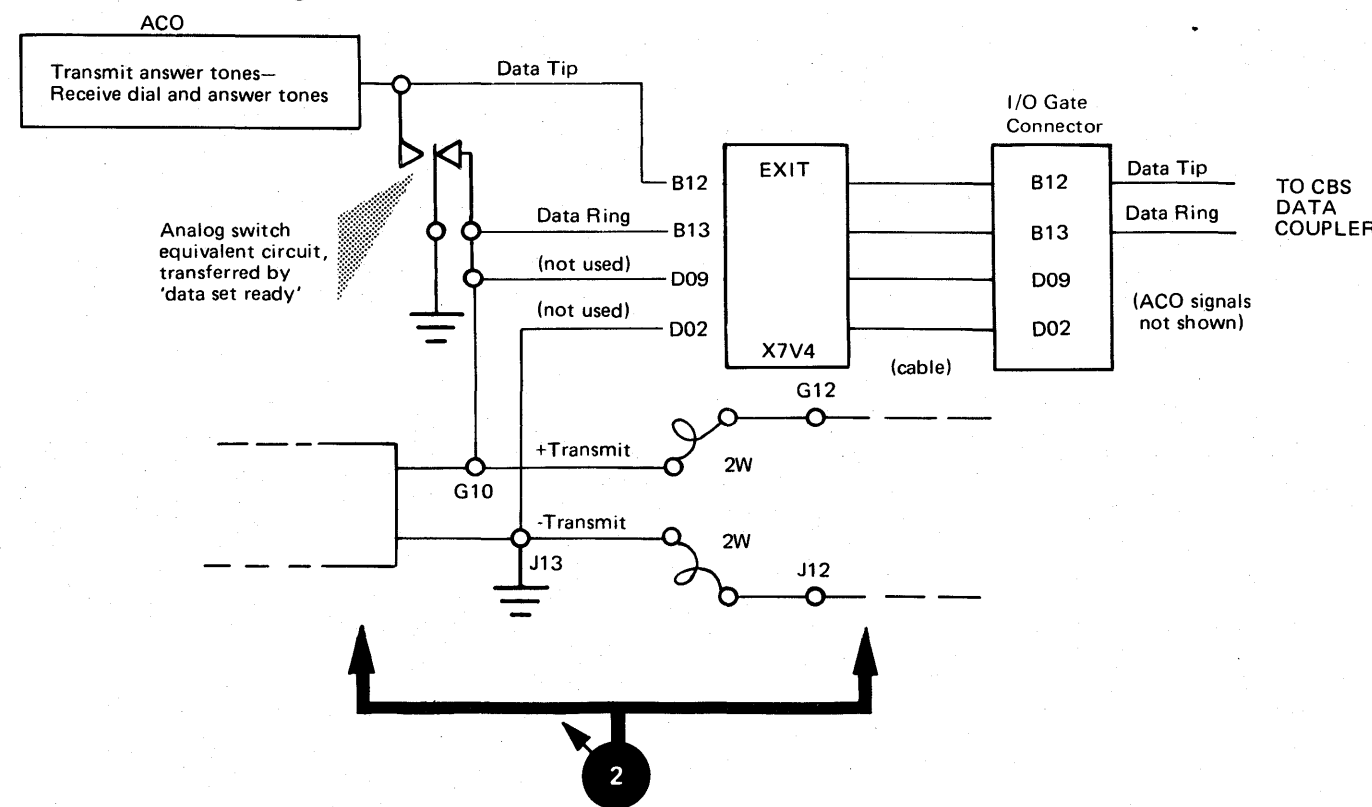 ACO
Transmit answer tones—
Receive dial and answer tones
Data Tip
I/O Gate
Connector
B12
EXIT
B12
Data Tip
TO CBS
DATA
COUPLER
Analog switch
equivalent circuit,
transferred by
'data set ready'
Data Ring
B13
B13
Data Ring
(not used)
D09
D09
(not used)
D02
X7V4
D02
(ACO signals
not shown)
(cable)
G12
+Transmit
2W
G10
-Transmit
2W
J13
J12
2